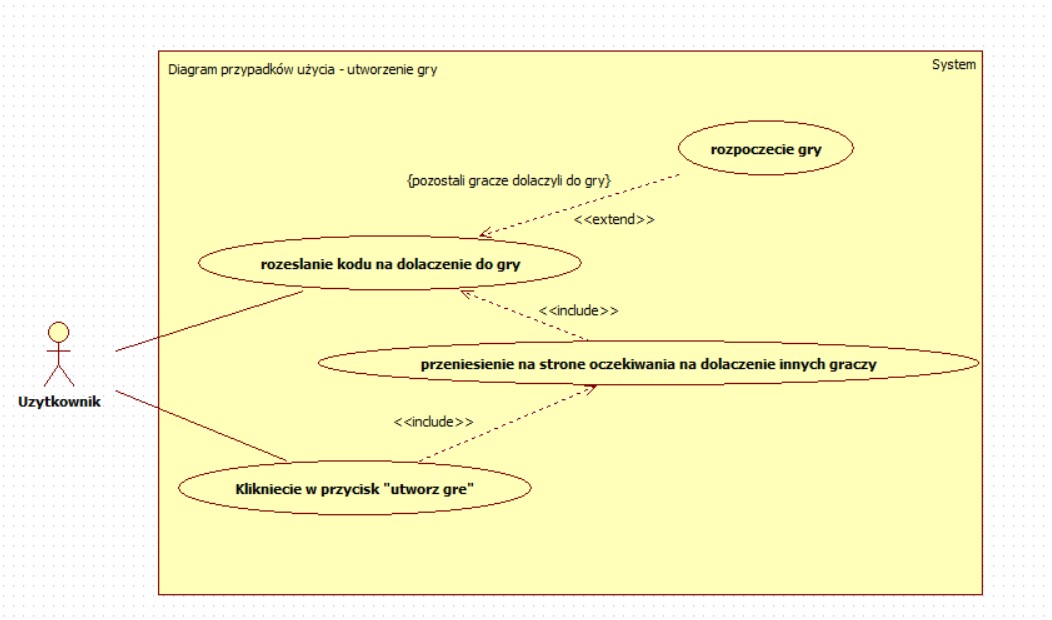 Diagram przypadków użycia - utworzenie gry
System
rozpoczecie gry
{pozostali gracze dolaczyli do gry}
<<extend>>
rozeslanie kodu na dolaczenie do gry
<<include>>
przeniesienie na strone oczekiwania na dolaczenie innych graczy
Uzytkownik
<<include>>
Klikniecie w przycisk "utworz gre"